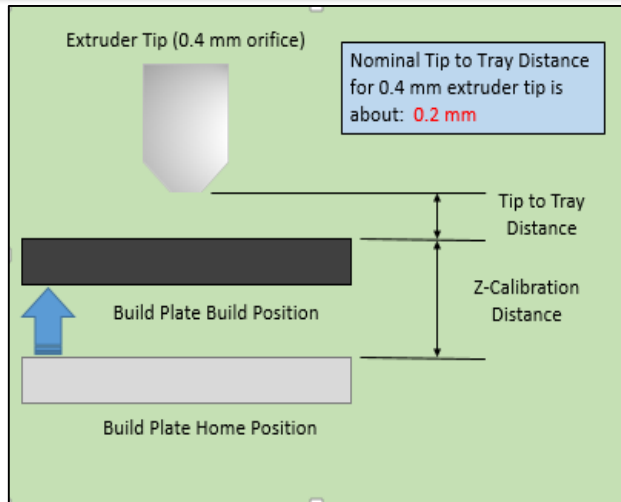 Extruder Tip (0.4 mm orifice)
Nominal Tip to Tray Distance
for 0.4 mm extruder tip is
about: 0.2 mm
Tip to Tray
Distance
Z-Calibration
Distance
Build Plate Build Position
Build Plate Home Position